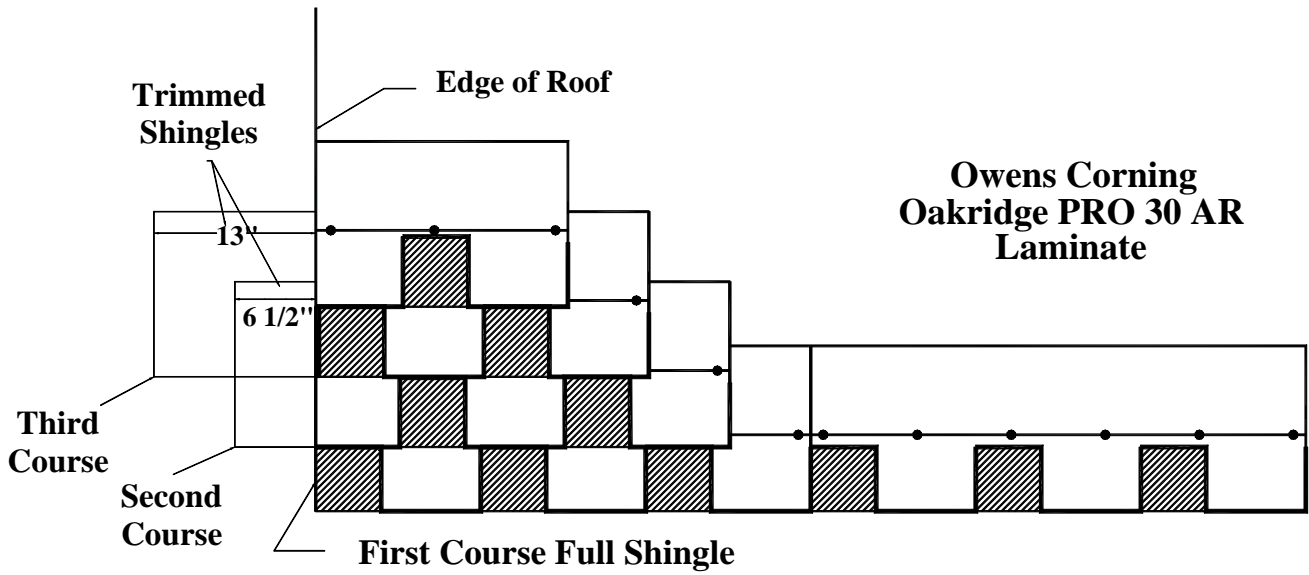 Edge of Roof
Trimmed
Shingles
Owens Corning
Oakridge PRO 30 AR
Laminate
13"
6 1/2"
Third
Course
Second
Course
First Course Full Shingle